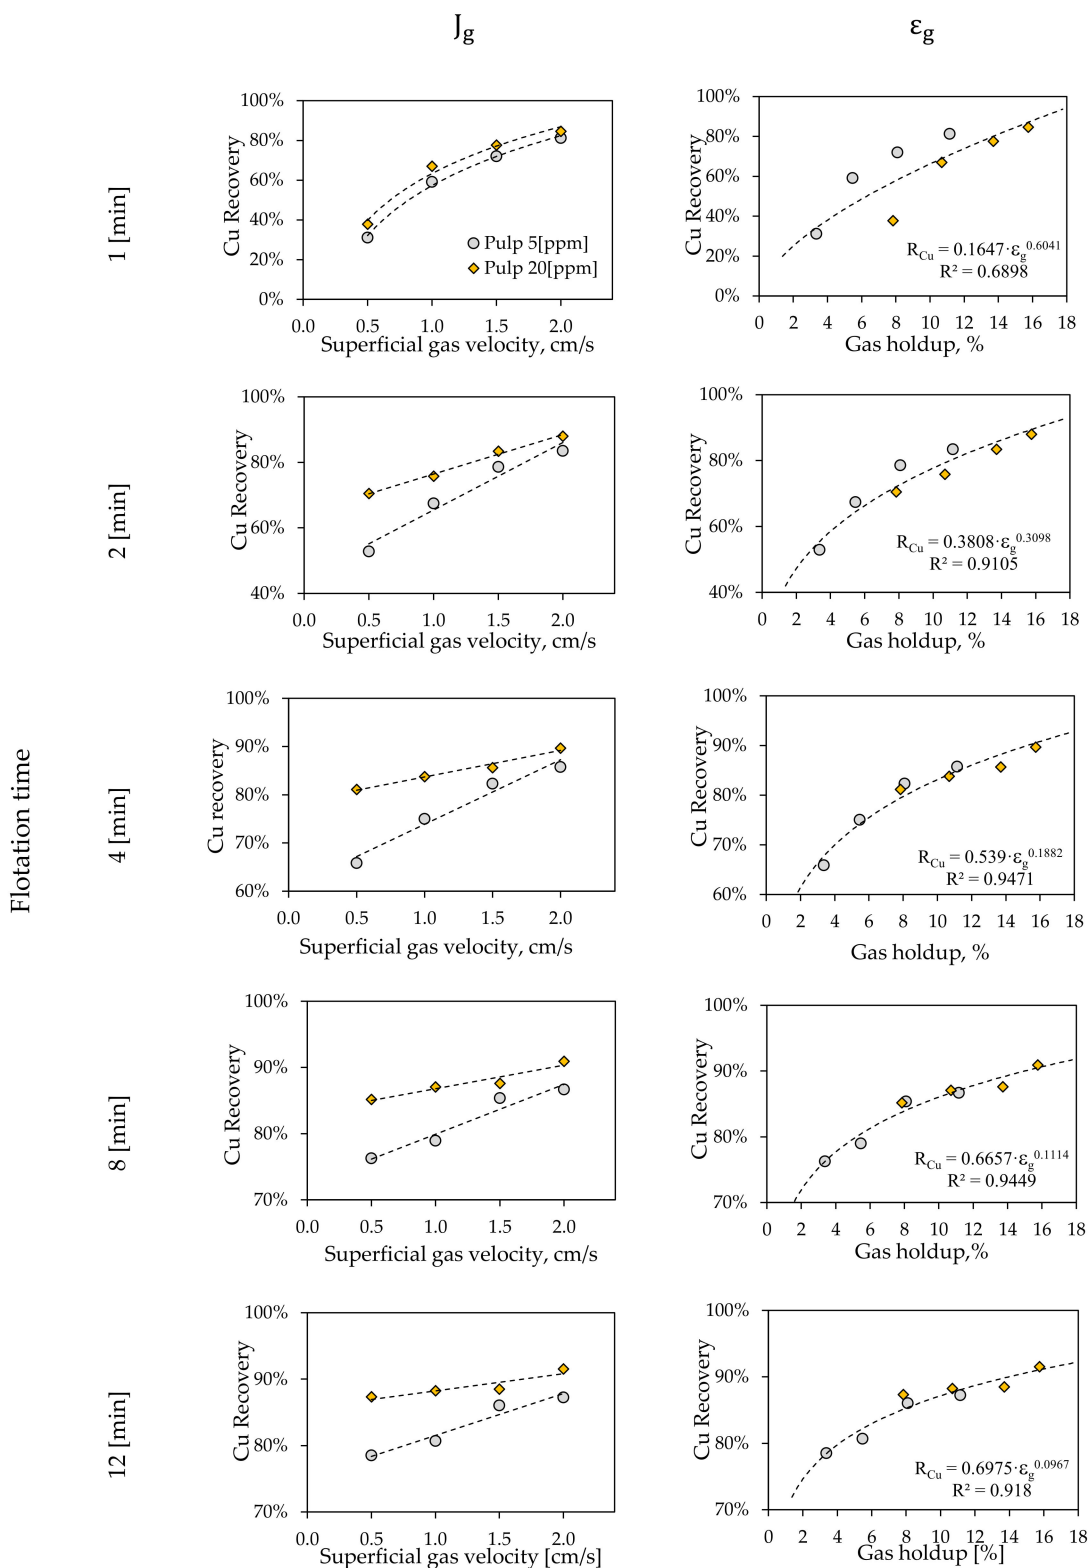 Jg
εg
Flotation time
1 [min]
Cu Recovery
100%
80%
60%
40%
20%
0%
Pulp 5[ppm]
Pulp 20[ppm]
0.0 0.5 1.0 1.5 2.0
Superficial gas velocity, cm/s
Cu Recovery
100%
80%
60%
40%
20%
0%
RCu = 0.1647·εg^0.6041
R² = 0.6898
0 2 4 6 8 10 12 14 16 18
Gas holdup, %
2 [min]
Cu Recovery
100%
80%
60%
40%
0.0 0.5 1.0 1.5 2.0
Superficial gas velocity, cm/s
Cu Recovery
100%
80%
60%
40%
RCu = 0.3808·εg^0.3098
R² = 0.9105
0 2 4 6 8 10 12 14 16 18
Gas holdup, %
4 [min]
Cu recovery
100%
90%
80%
70%
60%
0.0 0.5 1.0 1.5 2.0
Superficial gas velocity, cm/s
Cu Recovery
100%
90%
80%
70%
60%
RCu = 0.539·εg^0.1882
R² = 0.9471
0 2 4 6 8 10 12 14 16 18
Gas holdup, %
8 [min]
Cu Recovery
100%
90%
80%
70%
0.0 0.5 1.0 1.5 2.0
Superficial gas velocity, cm/s
Cu Recovery
100%
90%
80%
70%
RCu = 0.6657·εg^0.1114
R² = 0.9449
0 2 4 6 8 10 12 14 16 18
Gas holdup,%
12 [min]
Cu Recovery
100%
90%
80%
70%
0.0 0.5 1.0 1.5 2.0
Superficial gas velocity [cm/s]
Cu Recovery
100%
90%
80%
70%
RCu = 0.6975·εg^0.0967
R² = 0.918
0 2 4 6 8 10 12 14 16 18
Gas holdup [%]